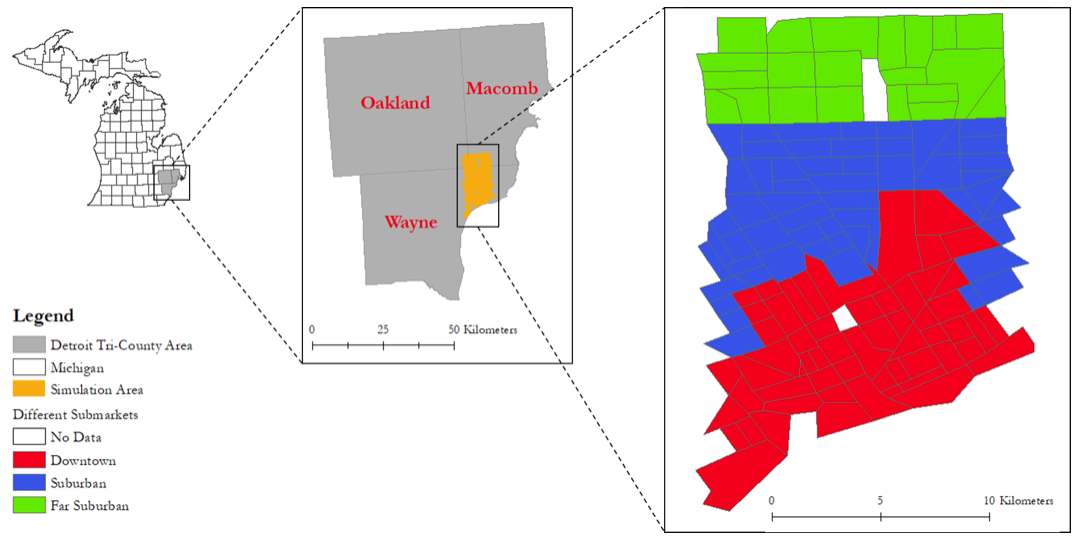 Oakland
Macomb
Wayne
0 25 50 Kilometers
Legend
Detroit Tri-County Area
Michigan
Simulation Area
Different Submarkets
No Data
Downtown
Suburban
Far Suburban
0 5 10 Kilometers